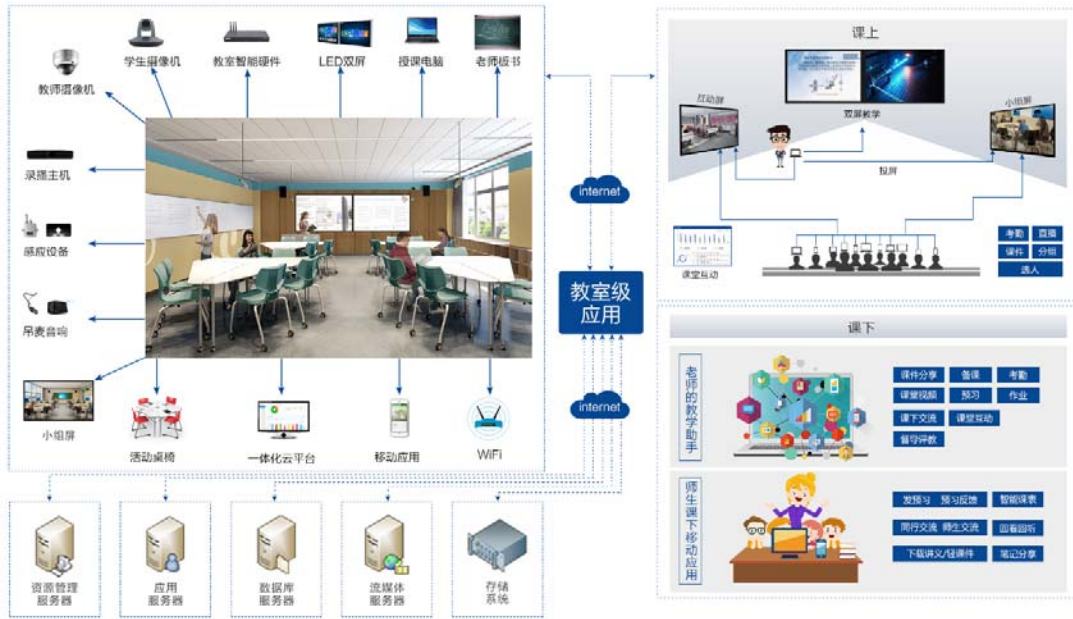 学生摄像机
教室智能硬件
LED双屏
授课电脑
老师板书
教师摄像机
录播主机
感应设备
吊麦音响
小组屏
活动桌椅
一体化云平台
移动应用
WiFi
资源管理
服务器
应用
服务器
数据库
服务器
流媒体
服务器
存储
系统
internet
教室级
应用
internet
课上
互动屏
双屏教学
小组屏
投屏
课堂互动
考勤
直播
课件
分组
选人
课下
老师的教学助手
课件分享
备课
考勤
课堂视频
预习
作业
课下交流
课堂互动
督导评教
师生课下移动应用
发预习 预习反馈
智能课表
同行交流 师生交流
回看回听
下载讲义/轻课件
笔记分享